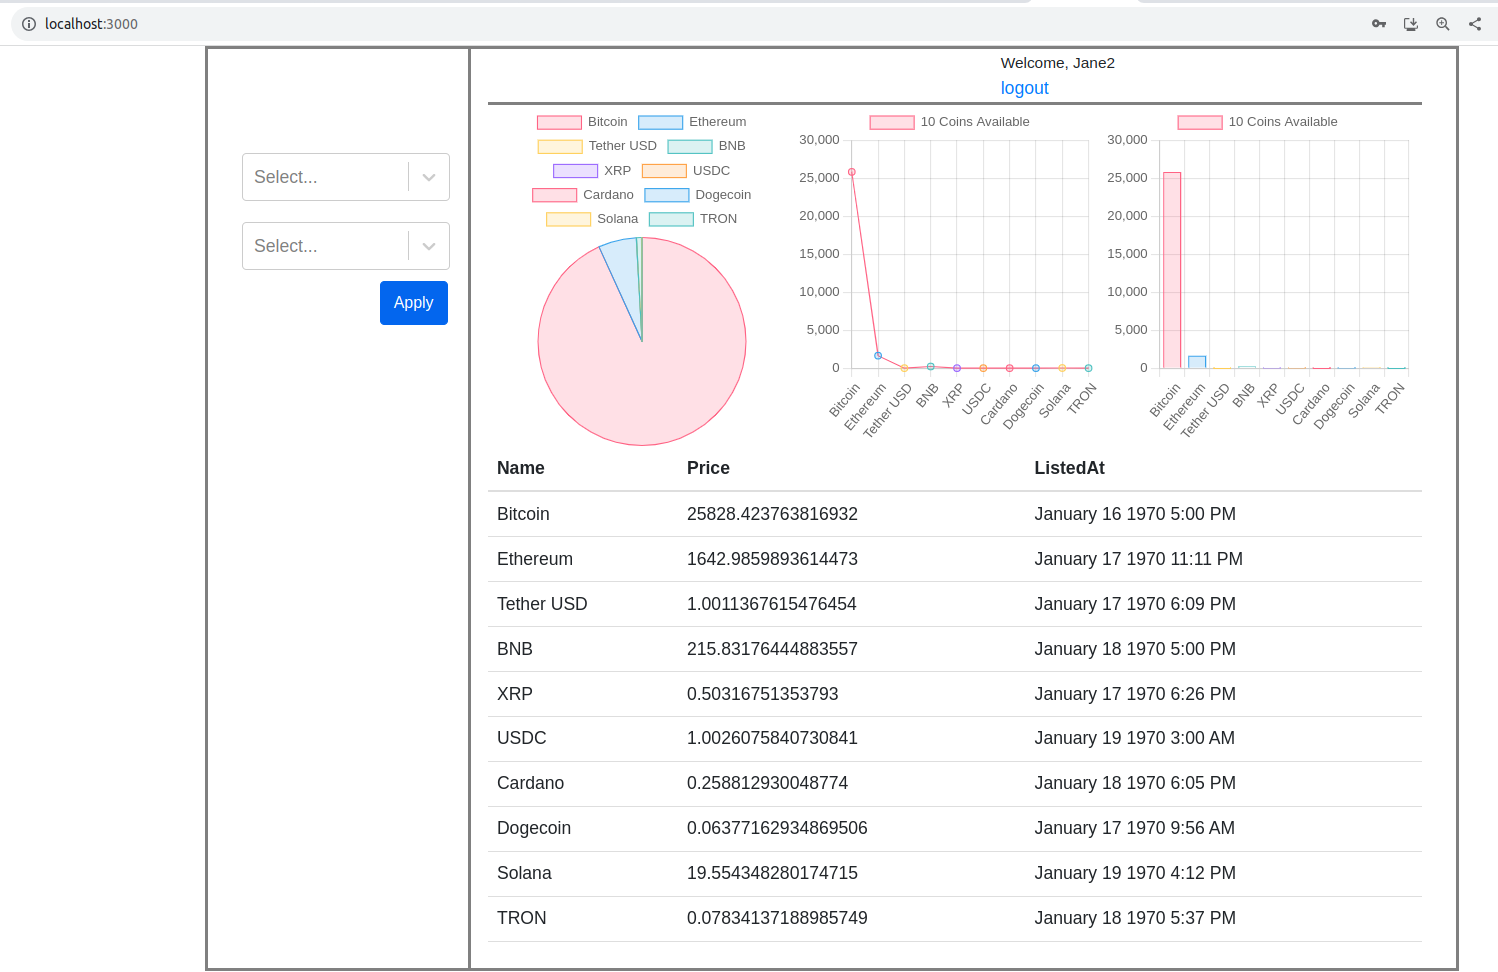 localhost:3000
Welcome, Jane2
logout
Select...
Select...
Apply
Bitcoin Ethereum
Tether USD BNB
XRP USDC
Cardano Dogecoin
Solana TRON
10 Coins Available
30,000
25,000
20,000
15,000
10,000
5,000
0
Bitcoin Ethereum Tether USD BNB XRP USDC Cardano Dogecoin Solana TRON
10 Coins Available
30,000
25,000
20,000
15,000
10,000
5,000
0
Bitcoin Ethereum Tether USD BNB XRP USDC Cardano Dogecoin Solana TRON
Name Price ListedAt
Bitcoin 25828.423763816932 January 16 1970 5:00 PM
Ethereum 1642.9859893614473 January 17 1970 11:11 PM
Tether USD 1.0011367615476454 January 17 1970 6:09 PM
BNB 215.83176444883557 January 18 1970 5:00 PM
XRP 0.50316751353793 January 17 1970 6:26 PM
USDC 1.0026075840730841 January 19 1970 3:00 AM
Cardano 0.258812930048774 January 18 1970 6:05 PM
Dogecoin 0.06377162934869506 January 17 1970 9:56 AM
Solana 19.554348280174715 January 19 1970 4:12 PM
TRON 0.07834137188985749 January 18 1970 5:37 PM